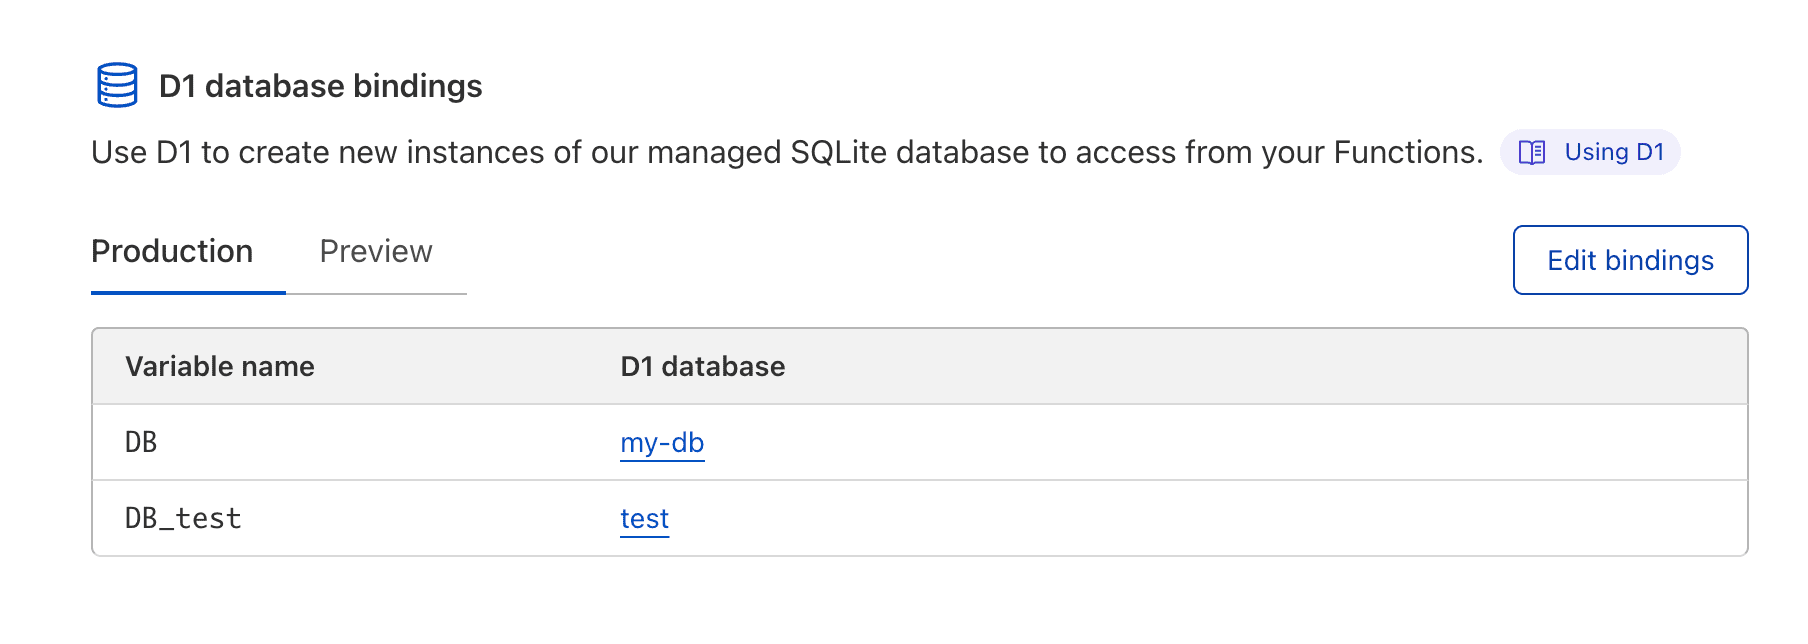 D1 database bindings
Use D1 to create new instances of our managed SQLite database to access from your Functions. Using D1
Production Preview
Edit bindings
Variable name D1 database
DB my-db
DB_test test